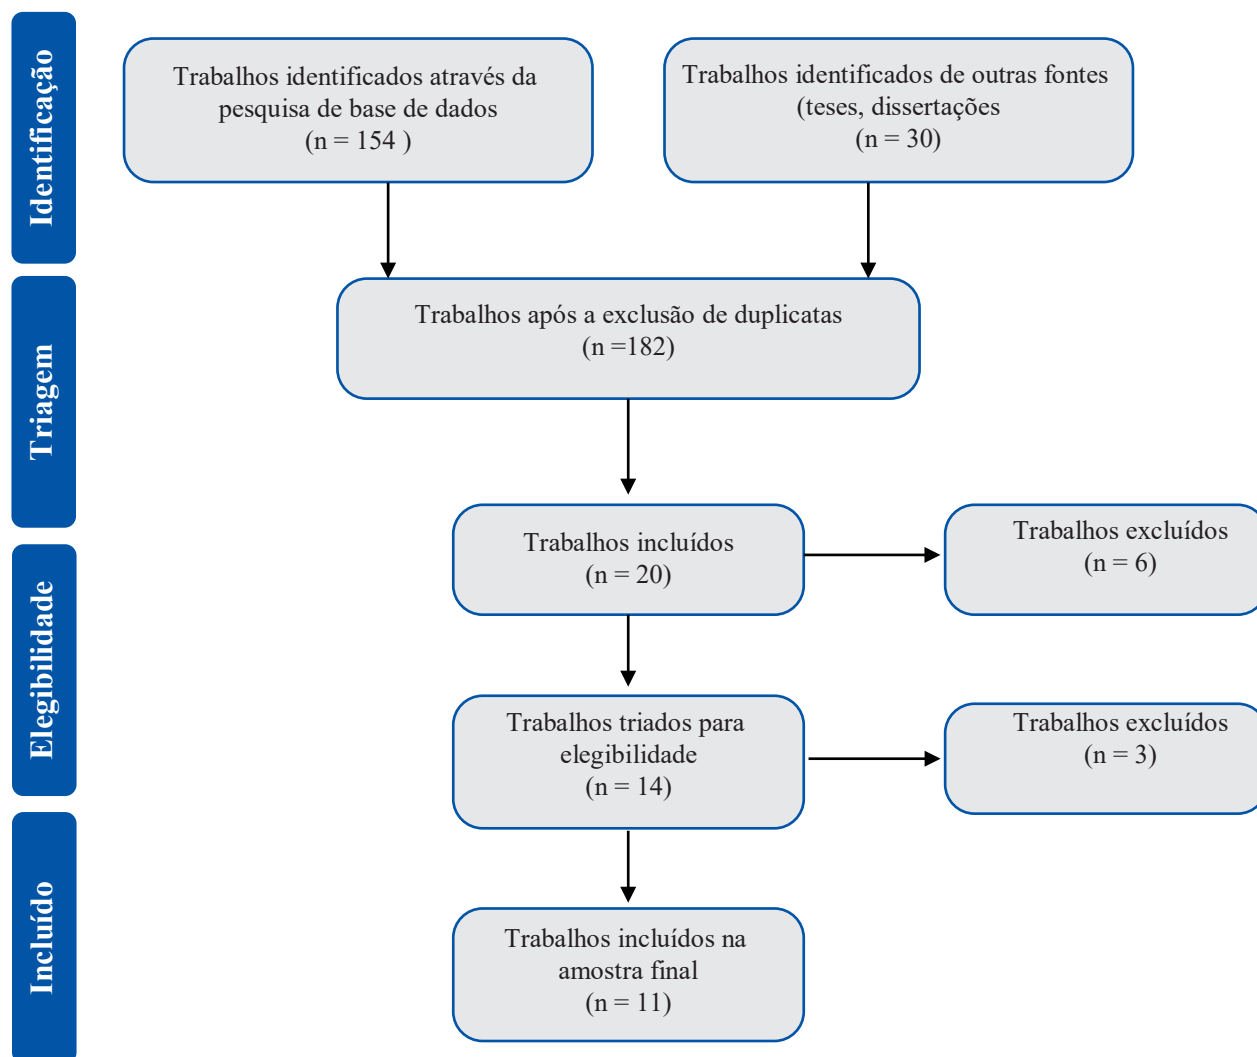 Identificação
Trabalhos identificados através da
pesquisa de base de dados
(n = 154 )
Trabalhos identificados de outras fontes
(teses, dissertações
(n = 30)
Triagem
Trabalhos após a exclusão de duplicatas
(n =182)
Trabalhos incluídos
(n = 20)
Trabalhos excluídos
(n = 6)
Elegibilidade
Trabalhos triados para
elegibilidade
(n = 14)
Trabalhos excluídos
(n = 3)
Incluído
Trabalhos incluídos na
amostra final
(n = 11)